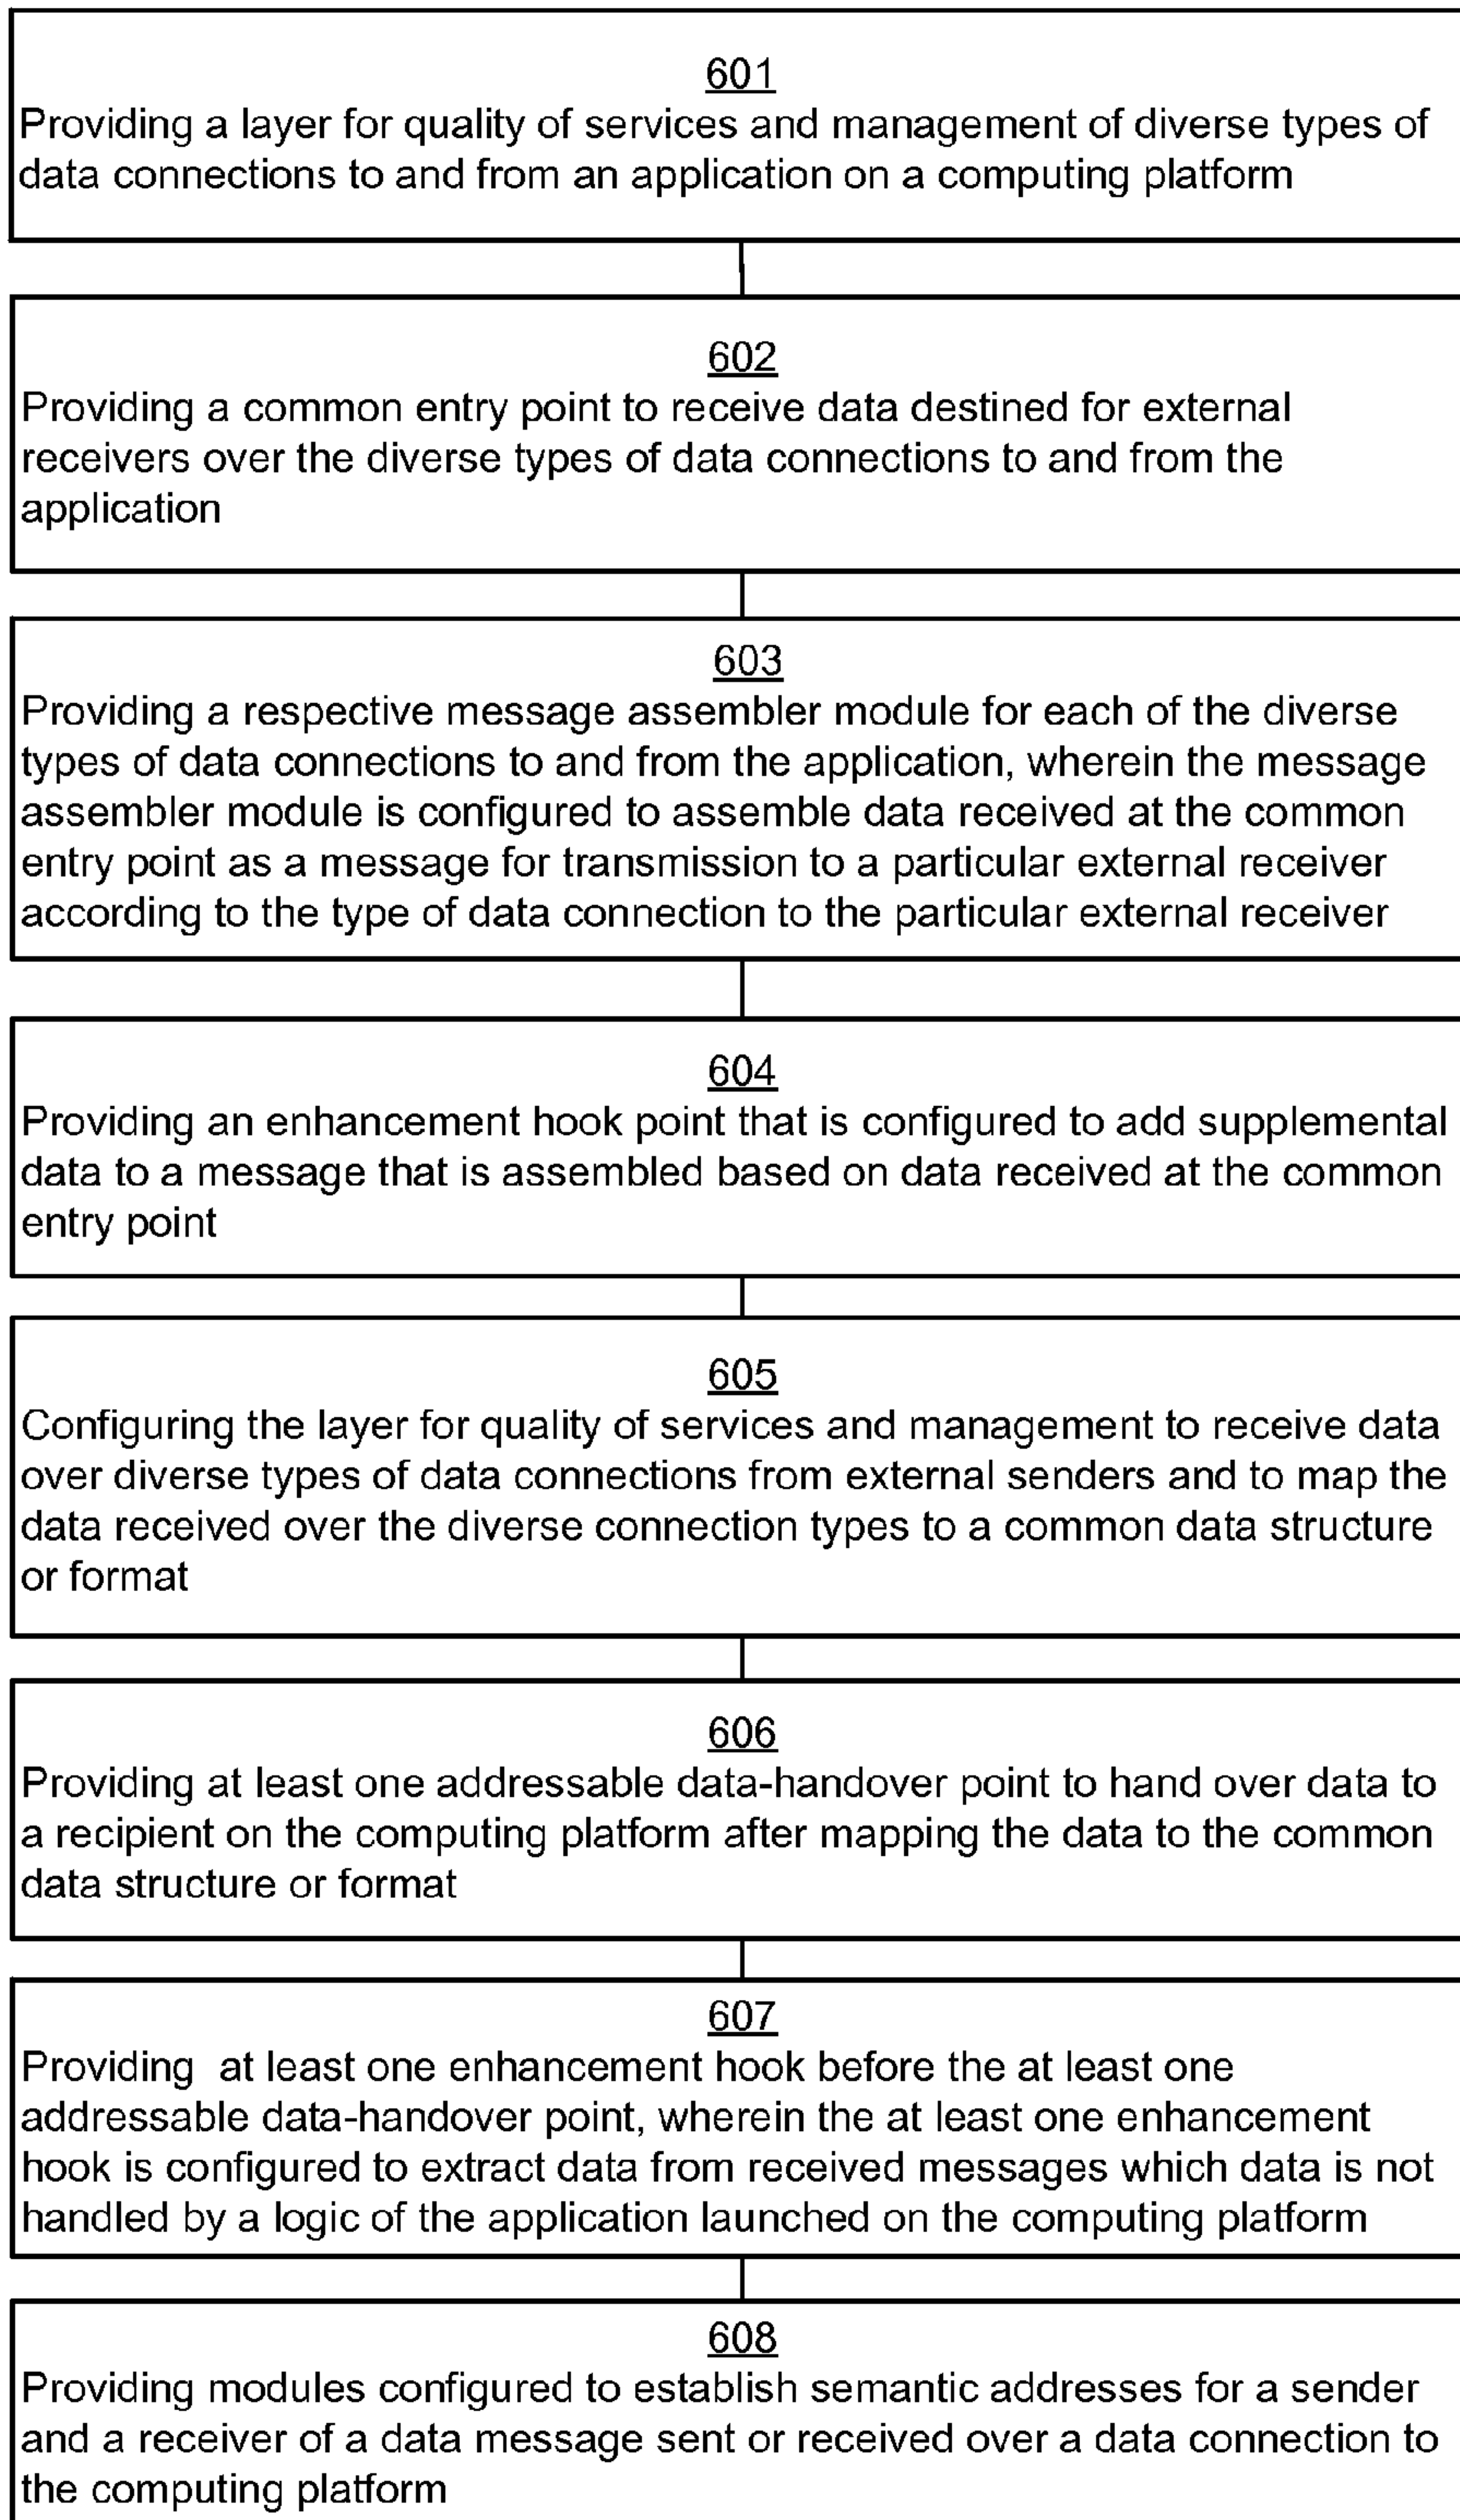 601
Providing a layer for quality of services and management of diverse types of
data connections to and from an application on a computing platform
602
Providing a common entry point to receive data destined for external
receivers over the diverse types of data connections to and from the
application
603
Providing a respective message assembler module for each of the diverse
types of data connections to and from the application, wherein the message
assembler module is configured to assemble data received at the common
entry point as a message for transmission to a particular external receiver
according to the type of data connection to the particular external receiver
604
Providing an enhancement hook point that is configured to add supplemental
data to a message that is assembled based on data received at the common
entry point
605
Configuring the layer for quality of services and management to receive data
over diverse types of data connections from external senders and to map the
data received over the diverse connection types to a common data structure
or format
606
Providing at least one addressable data-handover point to hand over data to
a recipient on the computing platform after mapping the data to the common
data structure or format
607
Providing at least one enhancement hook before the at least one
addressable data-handover point, wherein the at least one enhancement
hook is configured to extract data from received messages which data is not
handled by a logic of the application launched on the computing platform
608
Providing modules configured to establish semantic addresses for a sender
and a receiver of a data message sent or received over a data connection to
the computing platform